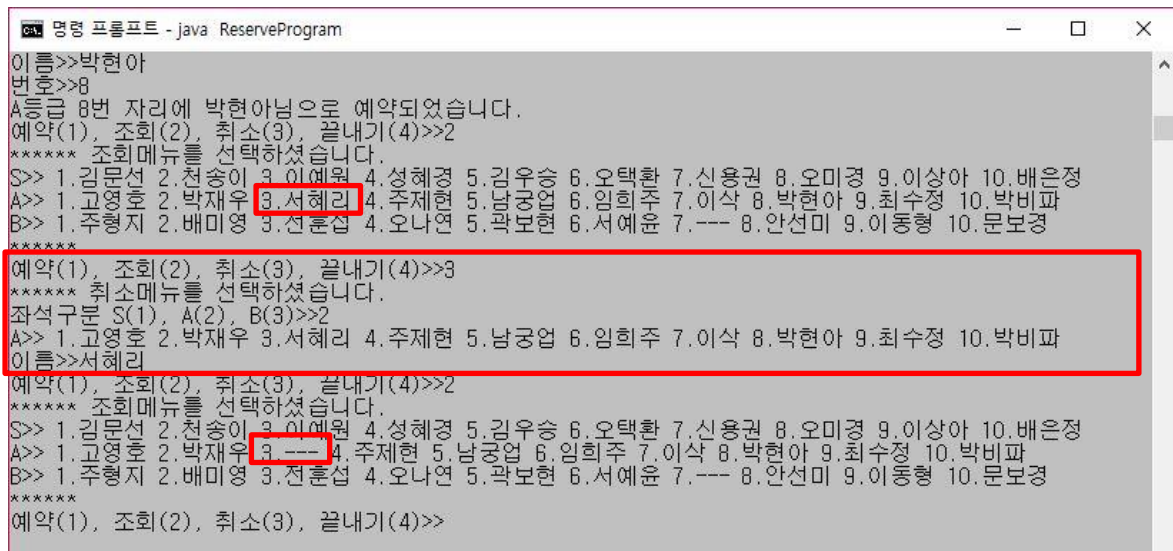 명령 프롬프트 - java ReserveProgram
이름>>박현아
번호>>8
A등급 8번 자리에 박현아님으로 예약되었습니다.
예약(1), 조회(2), 취소(3), 끝내기(4)>>2
****** 조회메뉴를 선택하셨습니다.
S>> 1.김문선 2.천송이 3.이예원 4.성혜경 5.김우승 6.오택환 7.신용권 8.오미경 9.이상아 10.배은정
A>> 1.고영호 2.박재우 3.서혜리 4.주제현 5.남궁업 6.임희주 7.이삭 8.박현아 9.최수정 10.박비파
B>> 1.주형지 2.배미영 3.전훈섭 4.오나연 5.곽보현 6.서예윤 7.--- 8.안선미 9.이동형 10.문보경
******
예약(1), 조회(2), 취소(3), 끝내기(4)>>3
****** 취소메뉴를 선택하셨습니다.
좌석구분 S(1), A(2), B(3)>>2
A>> 1.고영호 2.박재우 3.서혜리 4.주제현 5.남궁업 6.임희주 7.이삭 8.박현아 9.최수정 10.박비파
이름>>서혜리
예약(1), 조회(2), 취소(3), 끝내기(4)>>2
****** 조회메뉴를 선택하셨습니다.
S>> 1.김문선 2.천송이 3.이예원 4.성혜경 5.김우승 6.오택환 7.신용권 8.오미경 9.이상아 10.배은정
A>> 1.고영호 2.박재우 3.--- 4.주제현 5.남궁업 6.임희주 7.이삭 8.박현아 9.최수정 10.박비파
B>> 1.주형지 2.배미영 3.전훈섭 4.오나연 5.곽보현 6.서예윤 7.--- 8.안선미 9.이동형 10.문보경
******
예약(1), 조회(2), 취소(3), 끝내기(4)>>